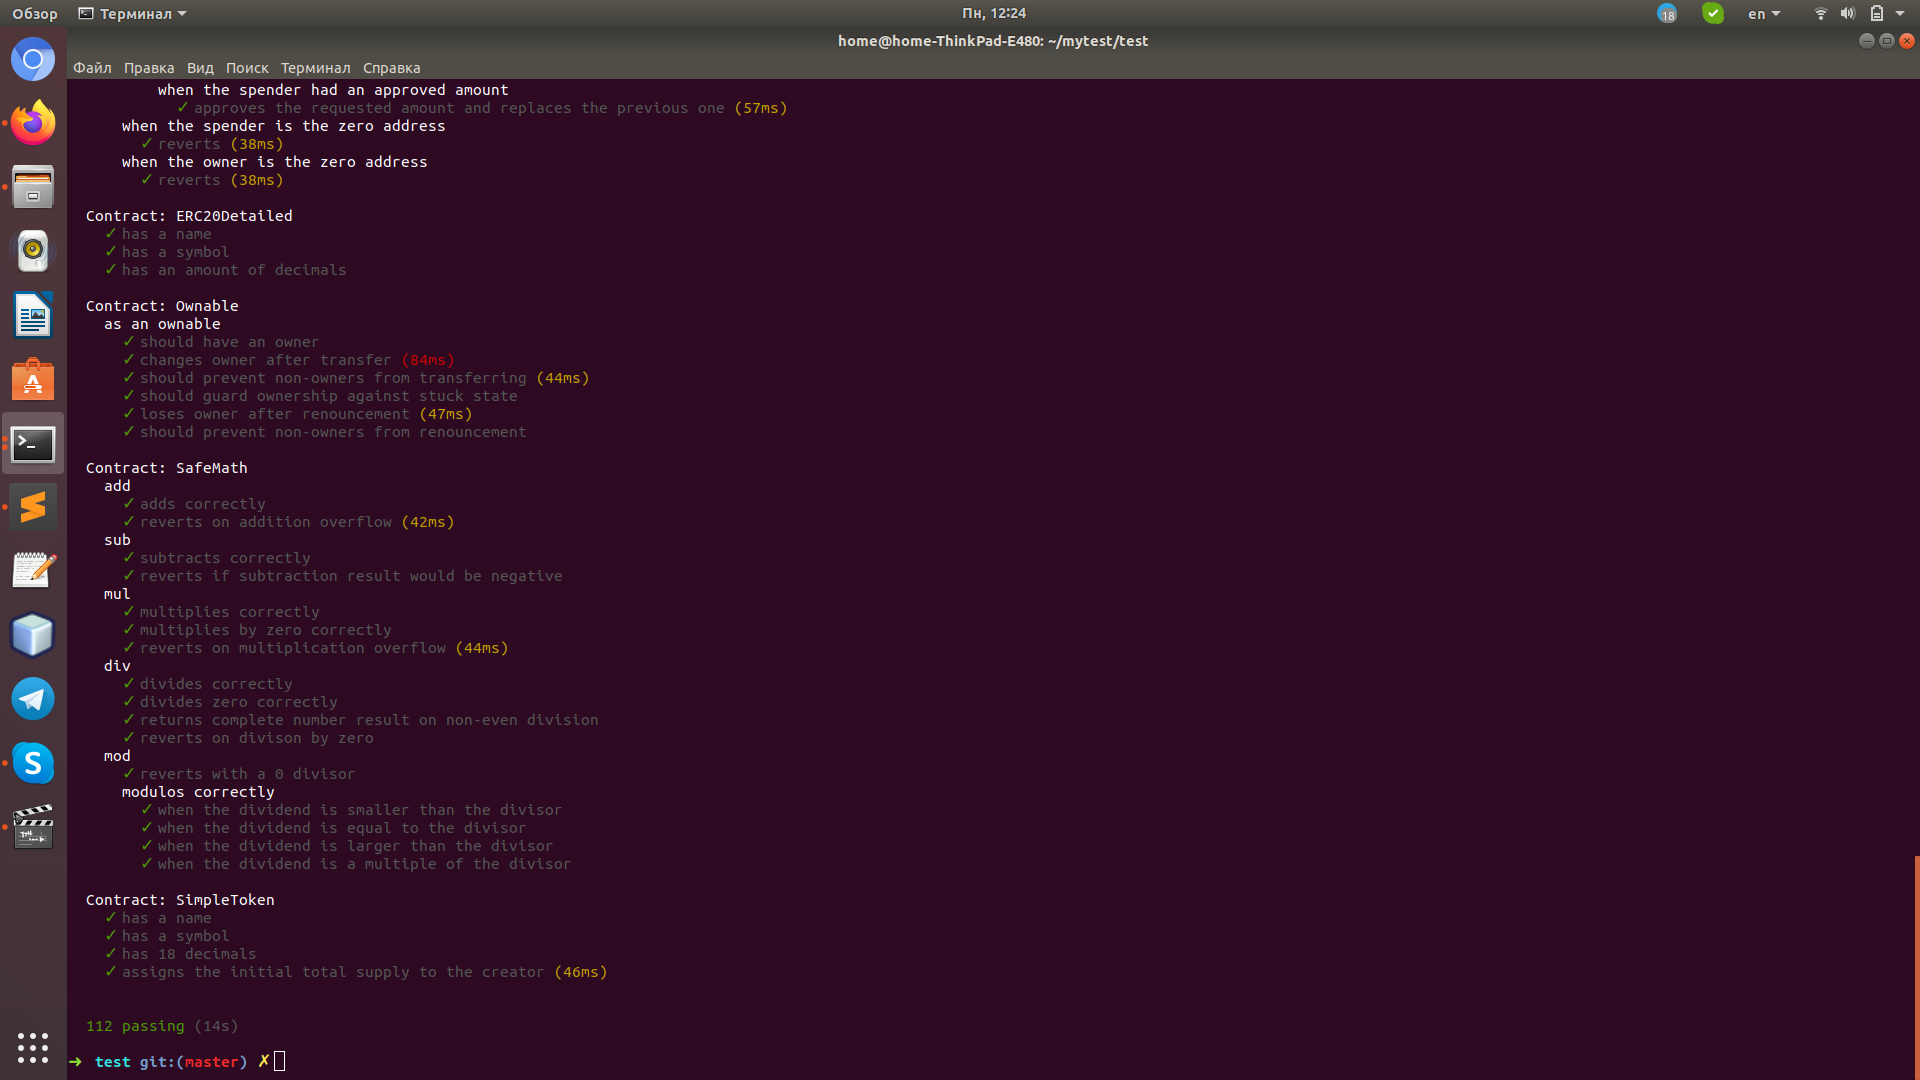 Обзор
Терминал
Пн, 12:24
18
en
home@home-ThinkPad-E480: ~/mytest/test
Файл Правка Вид Поиск Терминал Справка
when the spender had an approved amount
✓ approves the requested amount and replaces the previous one (57ms)
when the spender is the zero address
✓ reverts (38ms)
when the owner is the zero address
✓ reverts (38ms)
Contract: ERC20Detailed
✓ has a name
✓ has a symbol
✓ has an amount of decimals
Contract: Ownable
as an ownable
✓ should have an owner
✓ changes owner after transfer (84ms)
✓ should prevent non-owners from transferring (44ms)
✓ should guard ownership against stuck state
✓ loses owner after renouncement (47ms)
✓ should prevent non-owners from renouncement
Contract: SafeMath
add
✓ adds correctly
✓ reverts on addition overflow (42ms)
sub
✓ subtracts correctly
✓ reverts if subtraction result would be negative
mul
✓ multiplies correctly
✓ multiplies by zero correctly
✓ reverts on multiplication overflow (44ms)
div
✓ divides correctly
✓ divides zero correctly
✓ returns complete number result on non-even division
✓ reverts on divison by zero
mod
✓ reverts with a 0 divisor
modulos correctly
✓ when the dividend is smaller than the divisor
✓ when the dividend is equal to the divisor
✓ when the dividend is larger than the divisor
✓ when the dividend is a multiple of the divisor
Contract: SimpleToken
✓ has a name
✓ has a symbol
✓ has 18 decimals
✓ assigns the initial total supply to the creator (46ms)
112 passing (14s)
➜ test git:(master) ✗